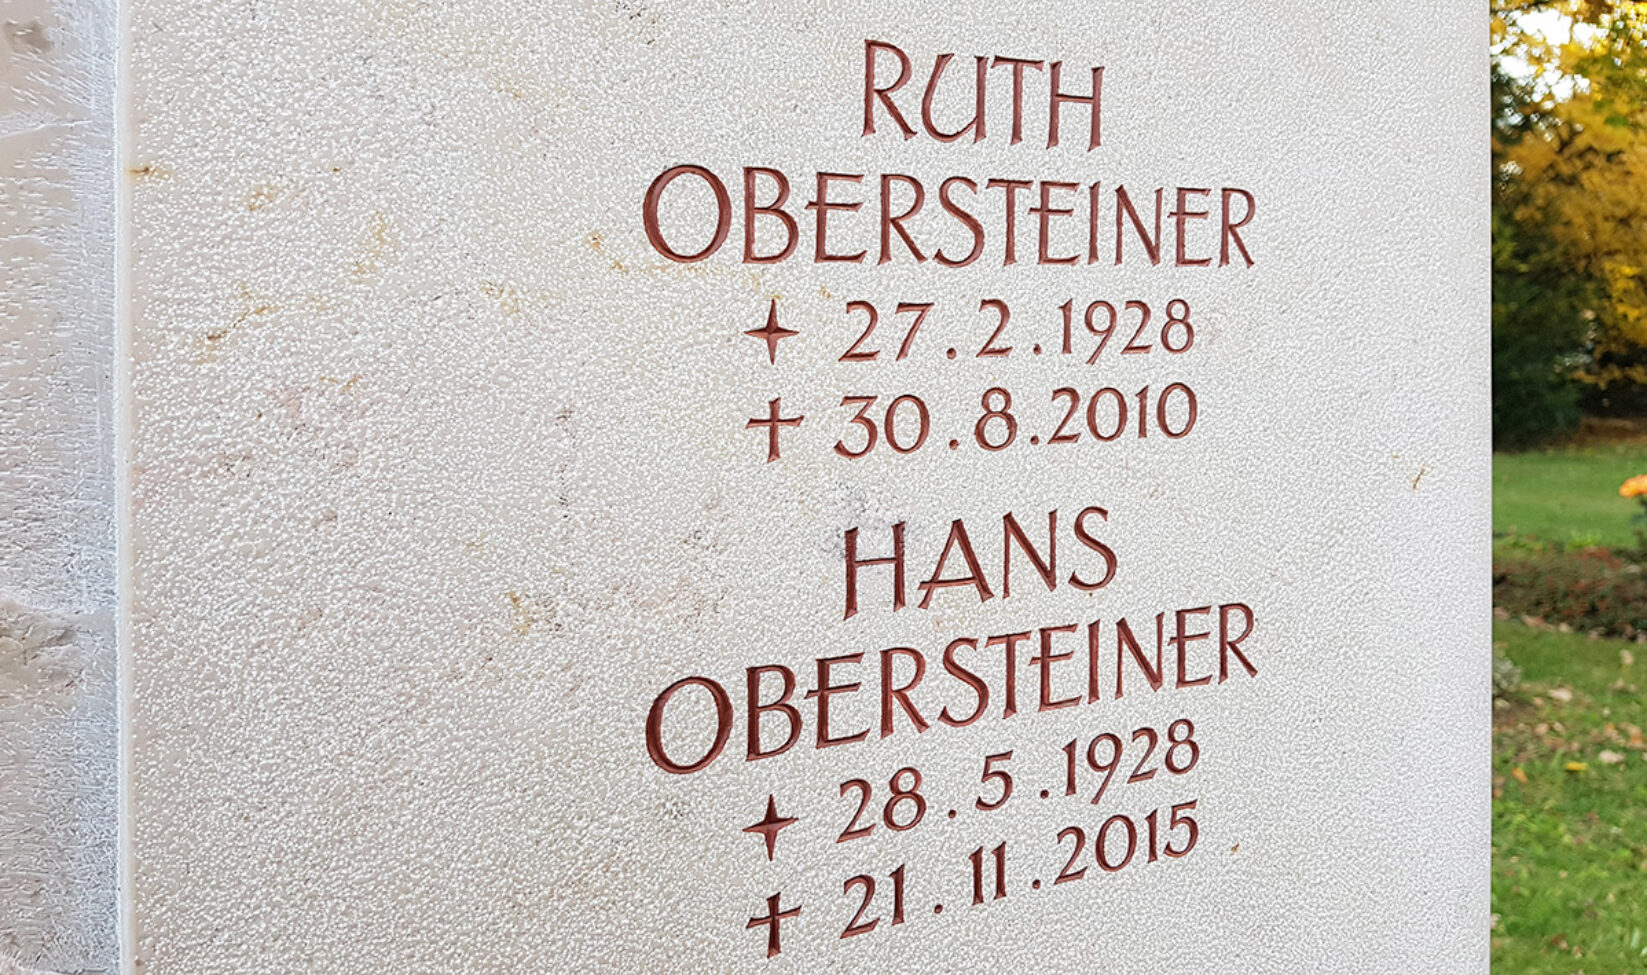 RUTH
OBERSTEINER
✦ 27.2.1928
† 30.8.2010
HANS
OBERSTEINER
✦ 28.5.1928
† 21.11.2015